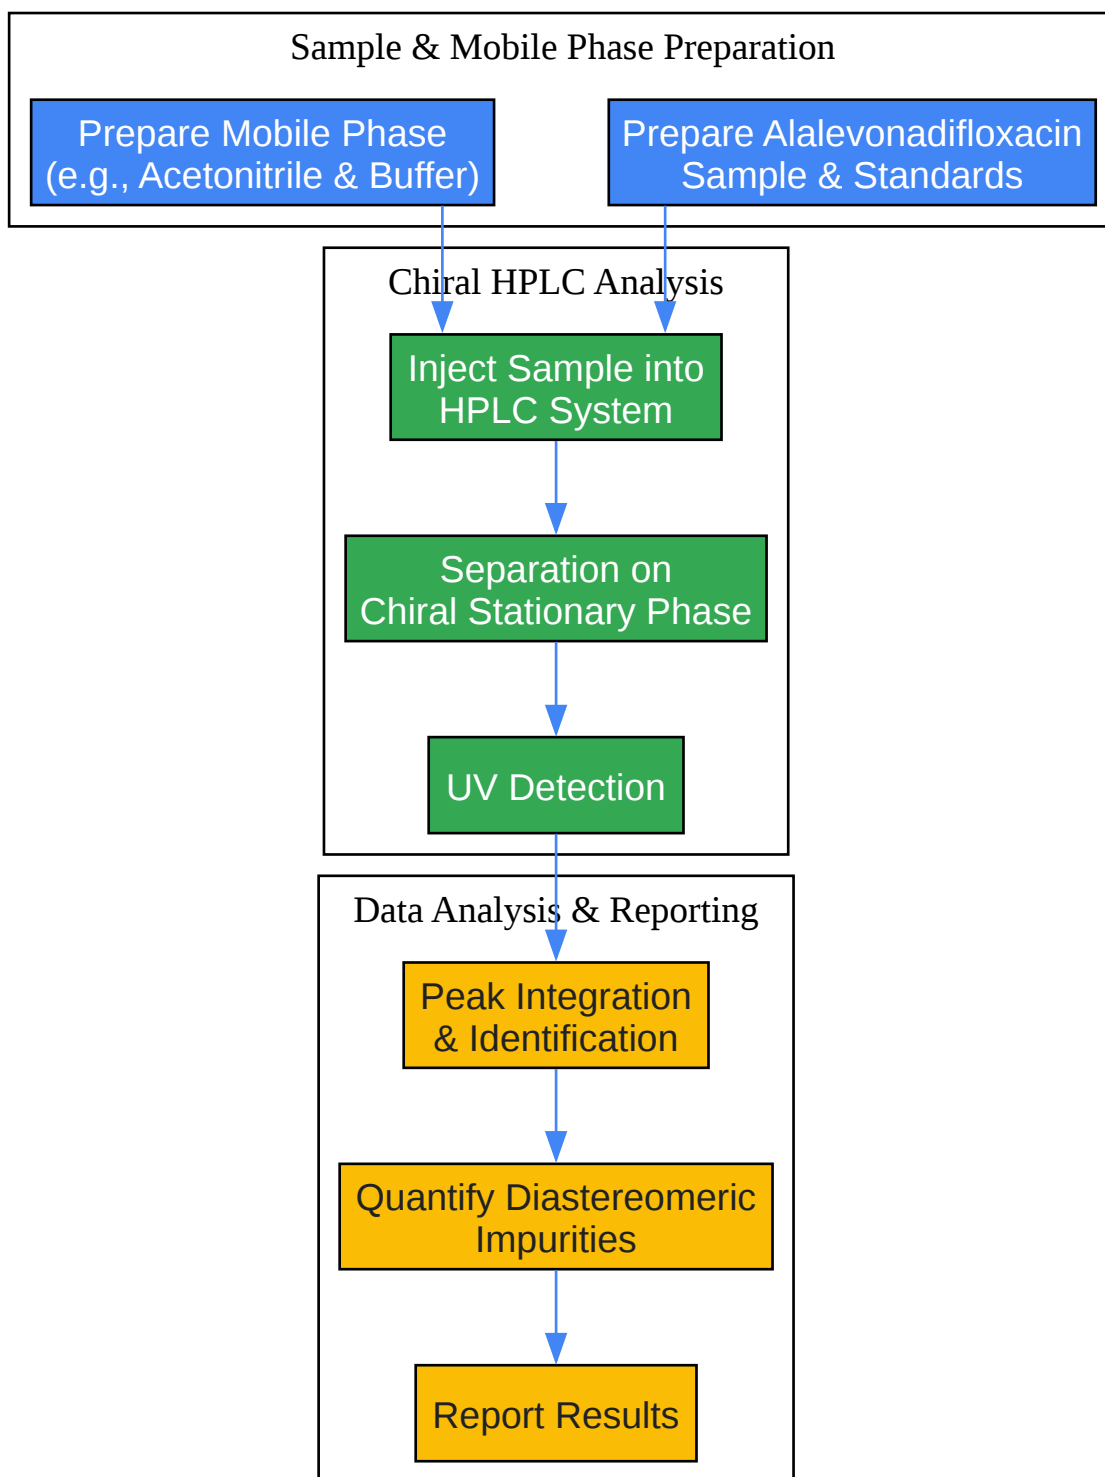 Sample & Mobile Phase Preparation
Prepare Mobile Phase
(e.g., Acetonitrile & Buffer)
Prepare Alalevonadifloxacin
Sample & Standards
Chiral HPLC Analysis
Inject Sample into
HPLC System
Separation on
Chiral Stationary Phase
UV Detection
Data Analysis & Reporting
Peak Integration
& Identification
Quantify Diastereomeric
Impurities
Report Results